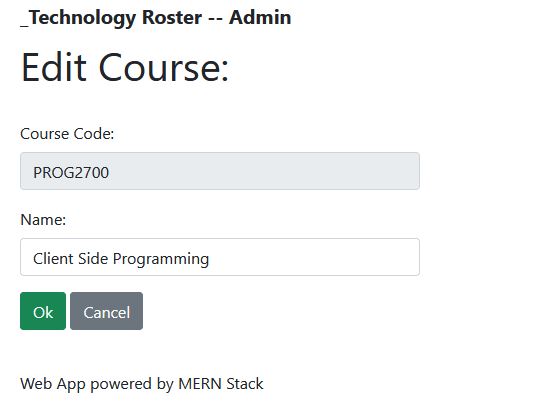 _Technology Roster -- Admin
Edit Course:
Course Code:
PROG2700
Name:
Client Side Programming
Ok Cancel
Web App powered by MERN Stack